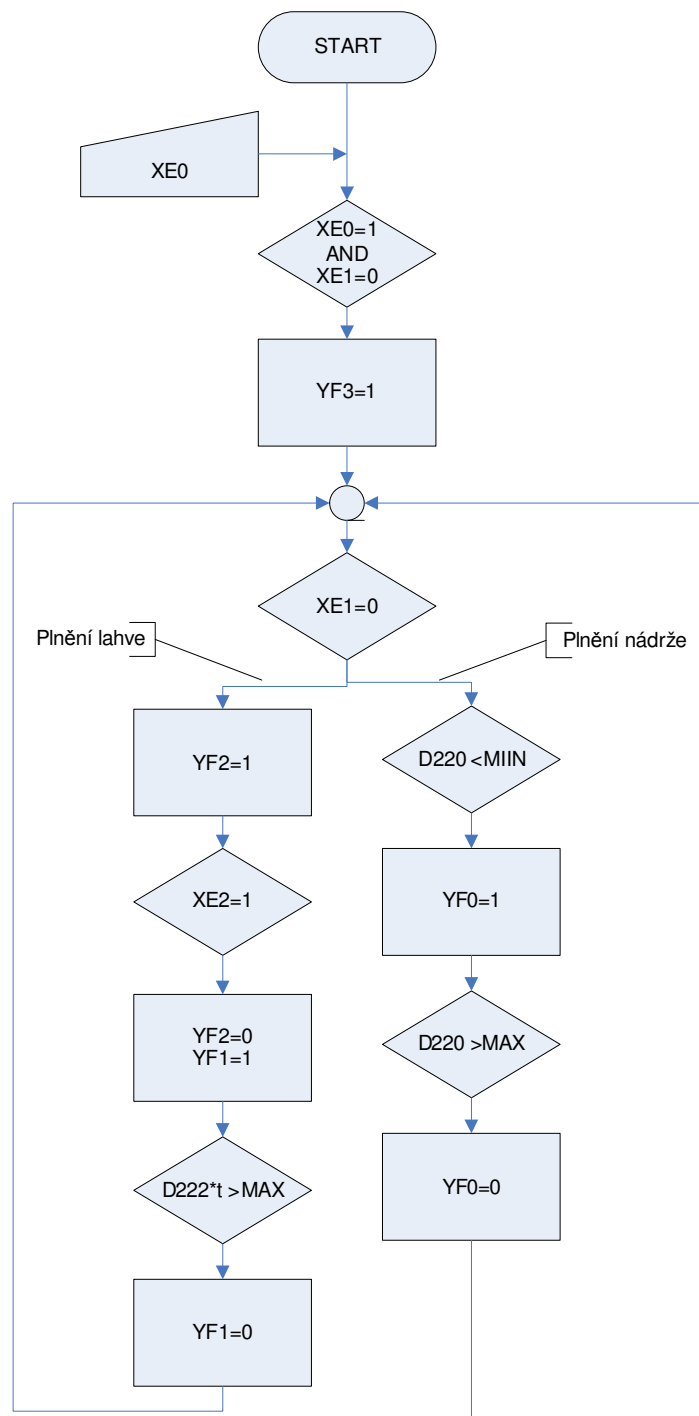 START
XE0
XE0=1
AND
XE1=0
YF3=1
XE1=0
Plnění lahve
Plnění nádrže
YF2=1
D220 <MIIN
XE2=1
YF0=1
YF2=0
YF1=1
D220 >MAX
D222*t >MAX
YF0=0
YF1=0